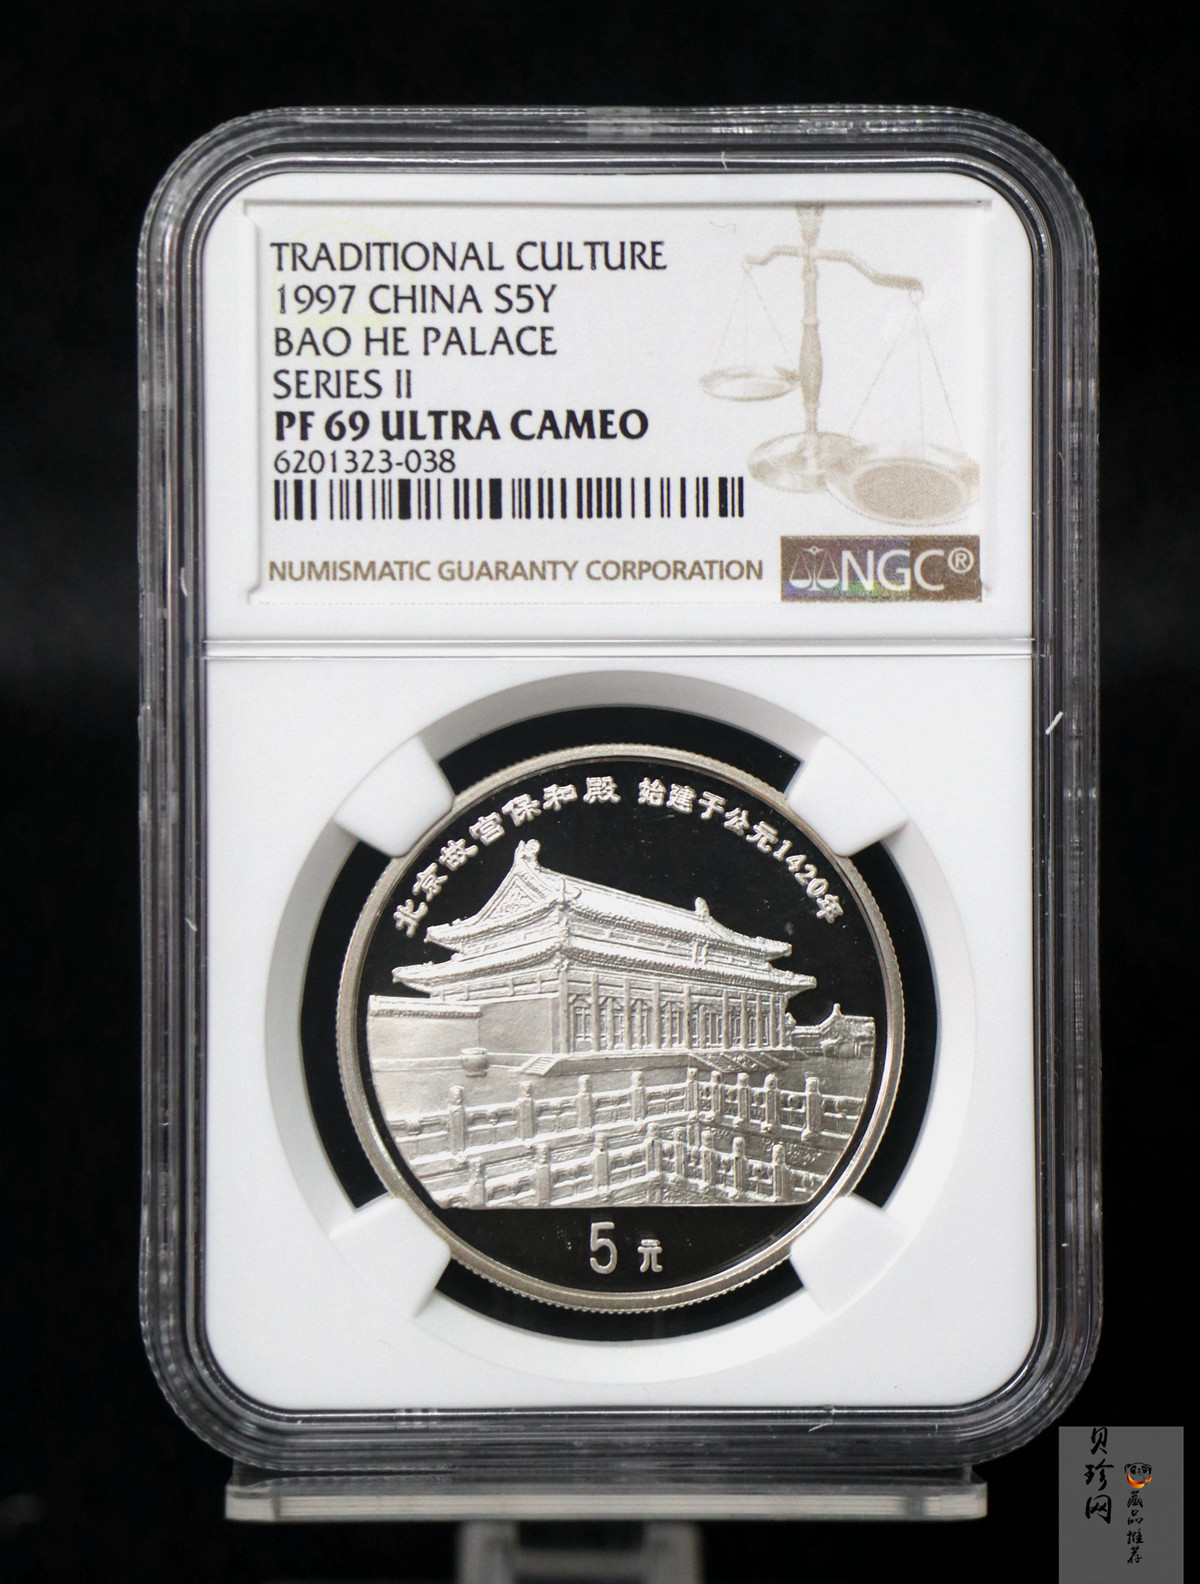 TRADITIONAL CULTURE
1997 CHINA S5Y
BAO HE PALACE
SERIES II
PF 69 ULTRA CAMEO
6201323-038
NUMISMATIC GUARANTY CORPORATION
NGC®
北京故宫保和殿 始建于公元1420年
5元
贝珍网
藏品推荐